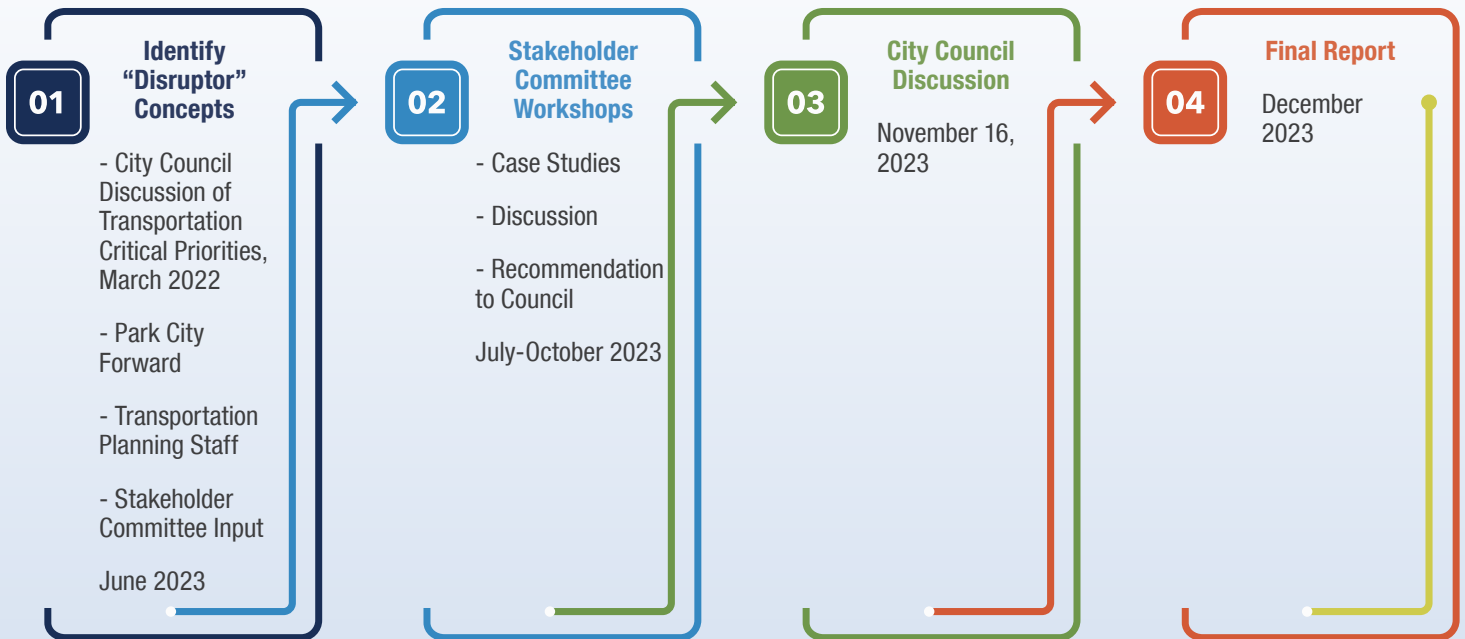 01
Identify
“Disruptor”
Concepts
- City Council
Discussion of
Transportation
Critical Priorities,
March 2022
- Park City
Forward
- Transportation
Planning Staff
- Stakeholder
Committee Input
June 2023
02
Stakeholder
Committee
Workshops
- Case Studies
- Discussion
- Recommendation
to Council
July-October 2023
03
City Council
Discussion
November 16,
2023
04
Final Report
December
2023